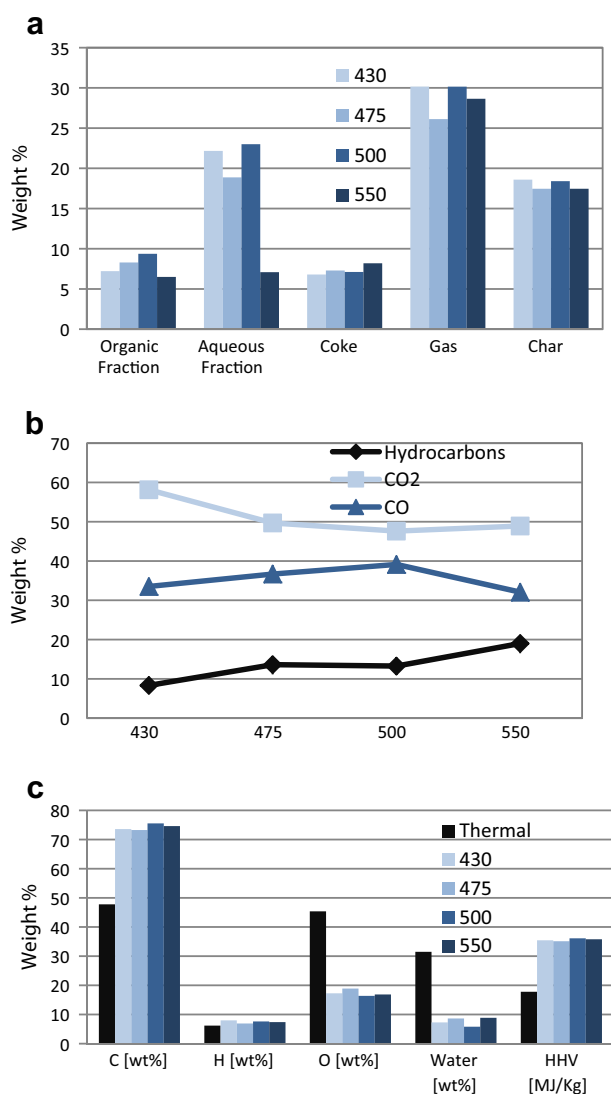 a
Weight %
35
30
25
20
15
10
5
0
430
475
500
550
Organic
Fraction
Aqueous
Fraction
Coke
Gas
Char
b
Weight %
70
60
50
40
30
20
10
0
Hydrocarbons
CO2
CO
430
475
500
550
c
Weight %
80
70
60
50
40
30
20
10
0
Thermal
430
475
500
550
C [wt%]
H [wt%]
O [wt%]
Water
[wt%]
HHV
[MJ/Kg]